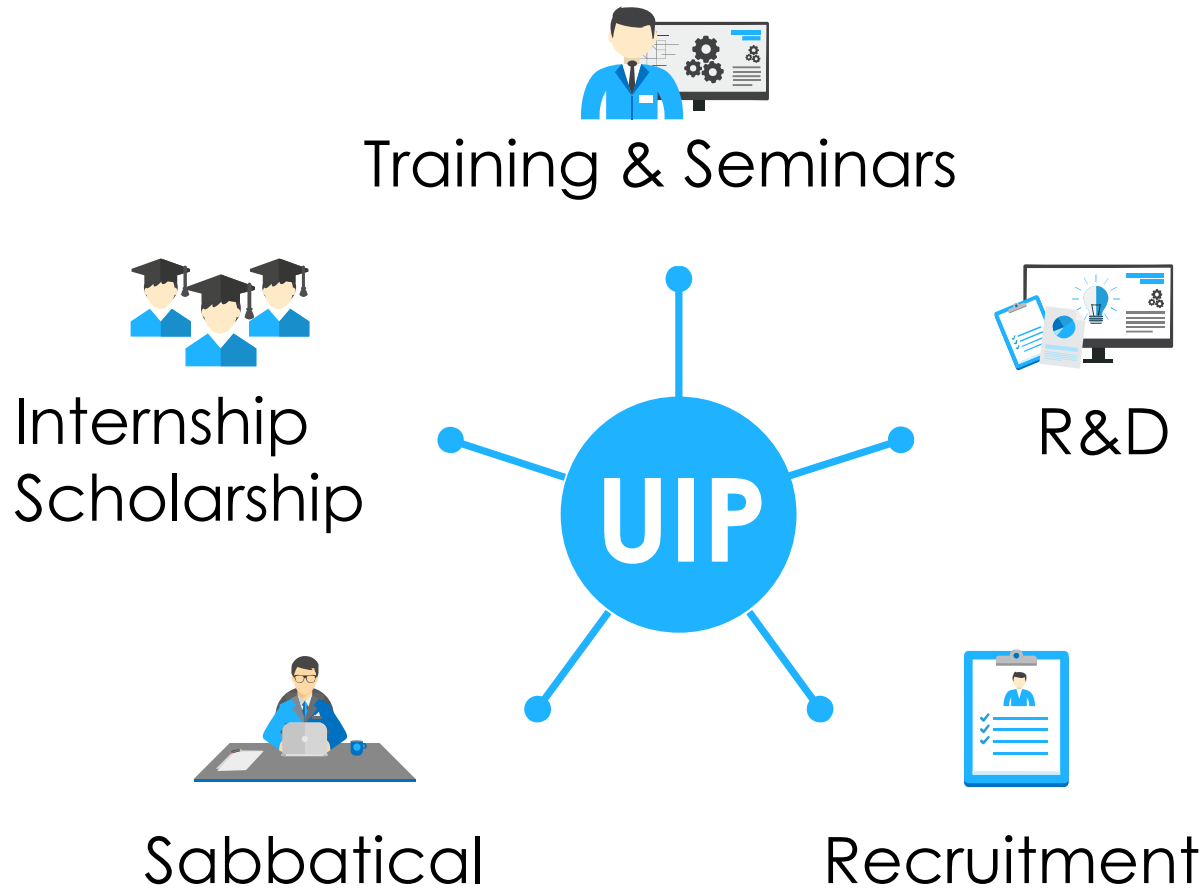 Training & Seminars
Internship
Scholarship
R&D
UIP
Sabbatical
Recruitment